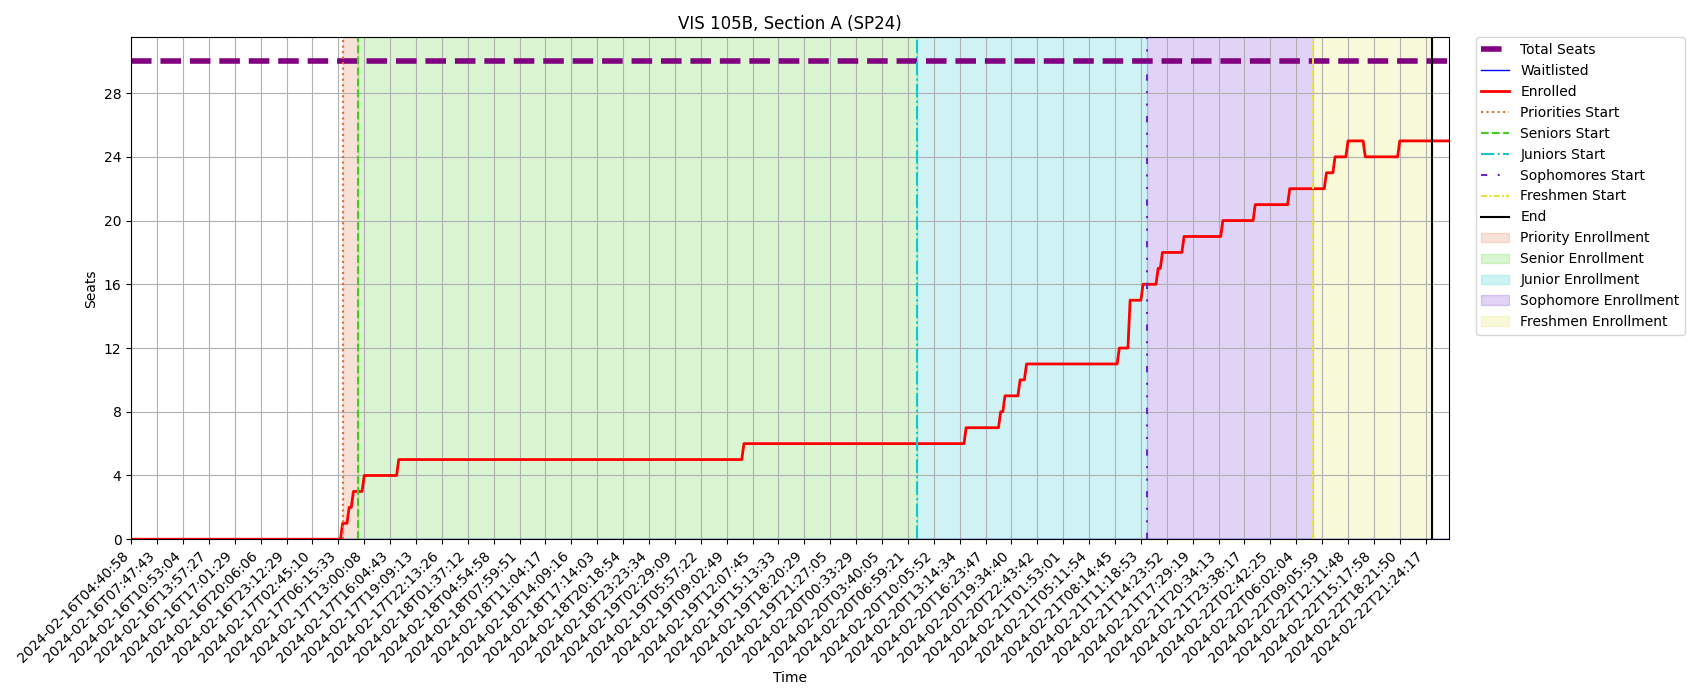 VIS 105B, Section A (SP24)
Total Seats
Waitlisted
Enrolled
Priorities Start
Seniors Start
Juniors Start
Sophomores Start
Freshmen Start
End
Priority Enrollment
Senior Enrollment
Junior Enrollment
Sophomore Enrollment
Freshmen Enrollment
Seats
28
24
20
16
12
8
4
0
2024-02-16T04:40:58
2024-02-16T07:47:43
2024-02-16T10:53:04
2024-02-16T13:57:27
2024-02-16T17:01:29
2024-02-16T20:06:06
2024-02-16T23:12:29
2024-02-17T02:45:10
2024-02-17T06:15:33
2024-02-17T13:00:08
2024-02-17T16:04:43
2024-02-17T19:09:13
2024-02-17T22:13:26
2024-02-18T01:37:12
2024-02-18T04:54:58
2024-02-18T07:59:51
2024-02-18T11:04:17
2024-02-18T14:09:16
2024-02-18T17:14:03
2024-02-18T20:18:54
2024-02-18T23:23:34
2024-02-19T02:29:09
2024-02-19T05:57:22
2024-02-19T09:02:49
2024-02-19T12:07:45
2024-02-19T15:13:33
2024-02-19T18:20:29
2024-02-19T21:27:05
2024-02-20T00:33:29
2024-02-20T03:40:05
2024-02-20T06:59:21
2024-02-20T10:05:52
2024-02-20T13:14:34
2024-02-20T16:23:47
2024-02-20T19:34:40
2024-02-20T22:43:42
2024-02-21T01:53:01
2024-02-21T05:11:54
2024-02-21T08:14:45
2024-02-21T11:18:53
2024-02-21T14:23:52
2024-02-21T17:29:19
2024-02-21T20:34:13
2024-02-21T23:38:17
2024-02-22T02:42:25
2024-02-22T06:02:04
2024-02-22T09:05:59
2024-02-22T12:11:48
2024-02-22T15:17:58
2024-02-22T18:21:50
2024-02-22T21:24:17
Time